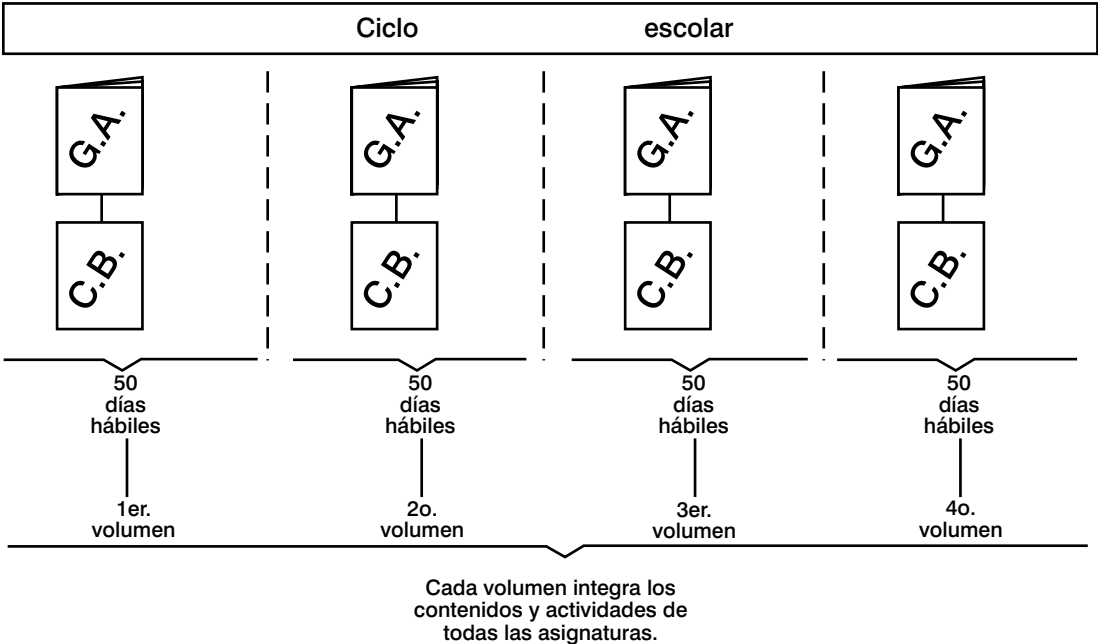 Ciclo escolar
G.A.
G.A.
G.A.
G.A.
C.B.
C.B.
C.B.
C.B.
50
días
hábiles
50
días
hábiles
50
días
hábiles
50
días
hábiles
1er.
volumen
2o.
volumen
3er.
volumen
4o.
volumen
Cada volumen integra los
contenidos y actividades de
todas las asignaturas.